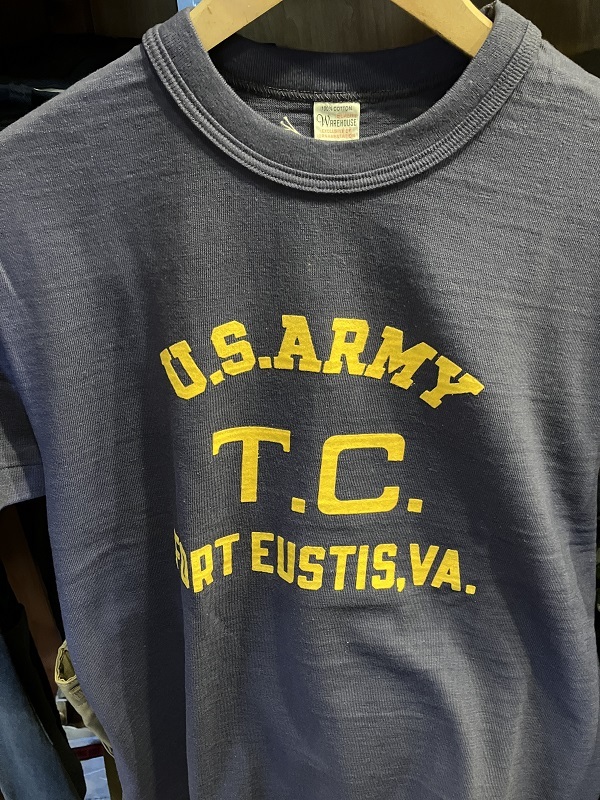 100% COTTON
WAREHOUSE
U.S.ARMY
T.C.
FORT EUSTIS,VA.